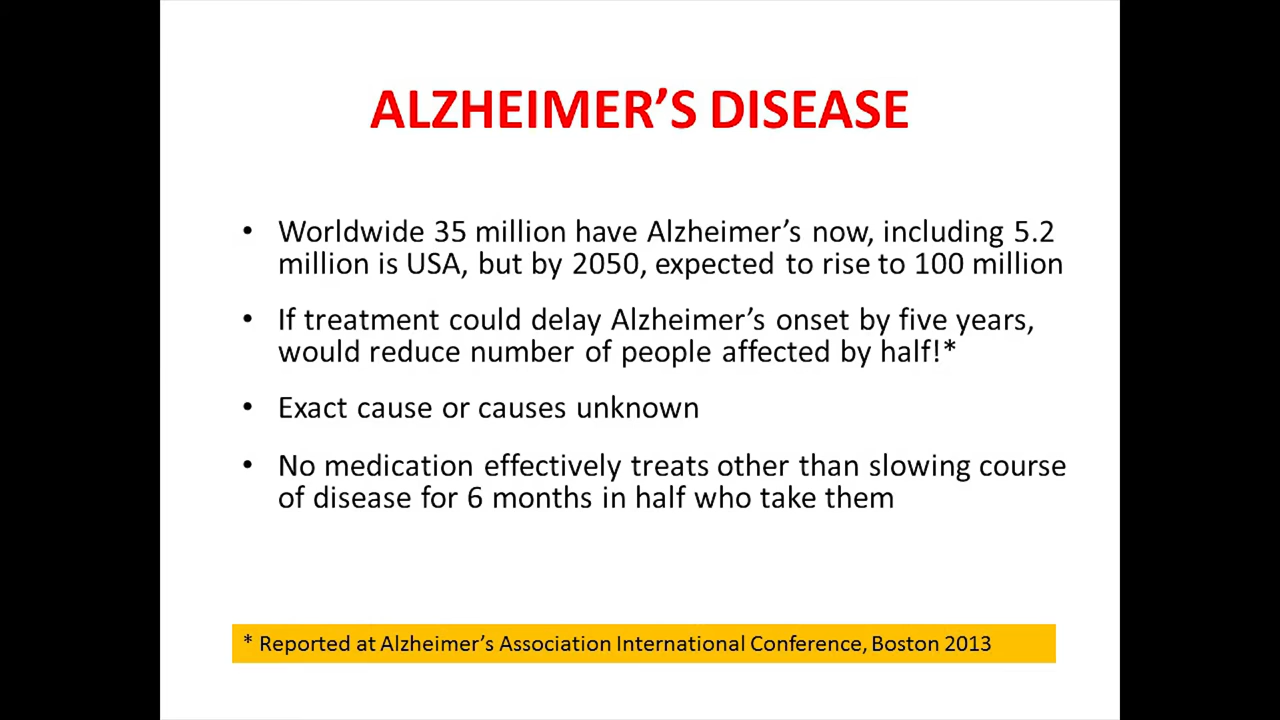 ALZHEIMER’S DISEASE
• Worldwide 35 million have Alzheimer’s now, including 5.2
million is USA, but by 2050, expected to rise to 100 million
• If treatment could delay Alzheimer’s onset by five years,
would reduce number of people affected by half!*
• Exact cause or causes unknown
• No medication effectively treats other than slowing course
of disease for 6 months in half who take them
* Reported at Alzheimer’s Association International Conference, Boston 2013